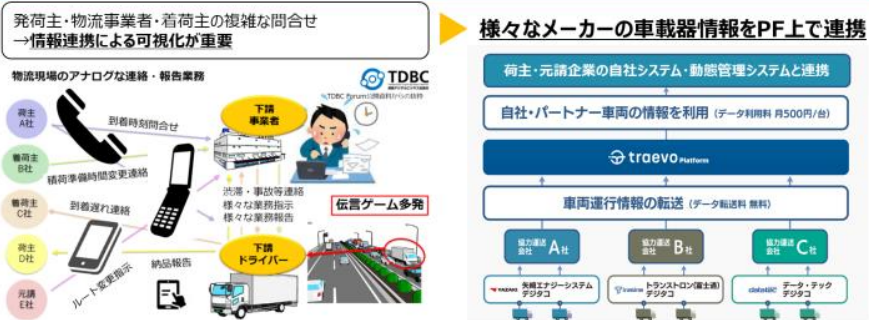 発荷主・物流事業者・着荷主の複雑な問合せ
→情報連携による可視化が重要
物流現場のアナログな連絡・報告業務
TDBC
荷主
A社
着荷主
B社
着荷主
C社
荷主
D社
元請
E社
到着時刻問合せ
積荷準備時間変更連絡
到着遅れ連絡
ルート変更指示
納品報告
下請
事業者
渋滞・事故等連絡
様々な業務指示
様々な業務報告
伝言ゲーム多発
下請
ドライバー
様々なメーカーの車載器情報をPF上で連携
荷主・元請企業の自社システム・動態管理システムと連携
自社・パートナー車両の情報を利用 (データ利用料 月500円/台)
traevo Platform
車両運行情報の転送 (データ転送料 無料)
協力運送
会社 A社
協力運送
会社 B社
協力運送
会社 C社
YAZAKI 矢崎エナジーシステム
デジタコ
トランストロン(富士通)
デジタコ
datatec データ・テック
デジタコ